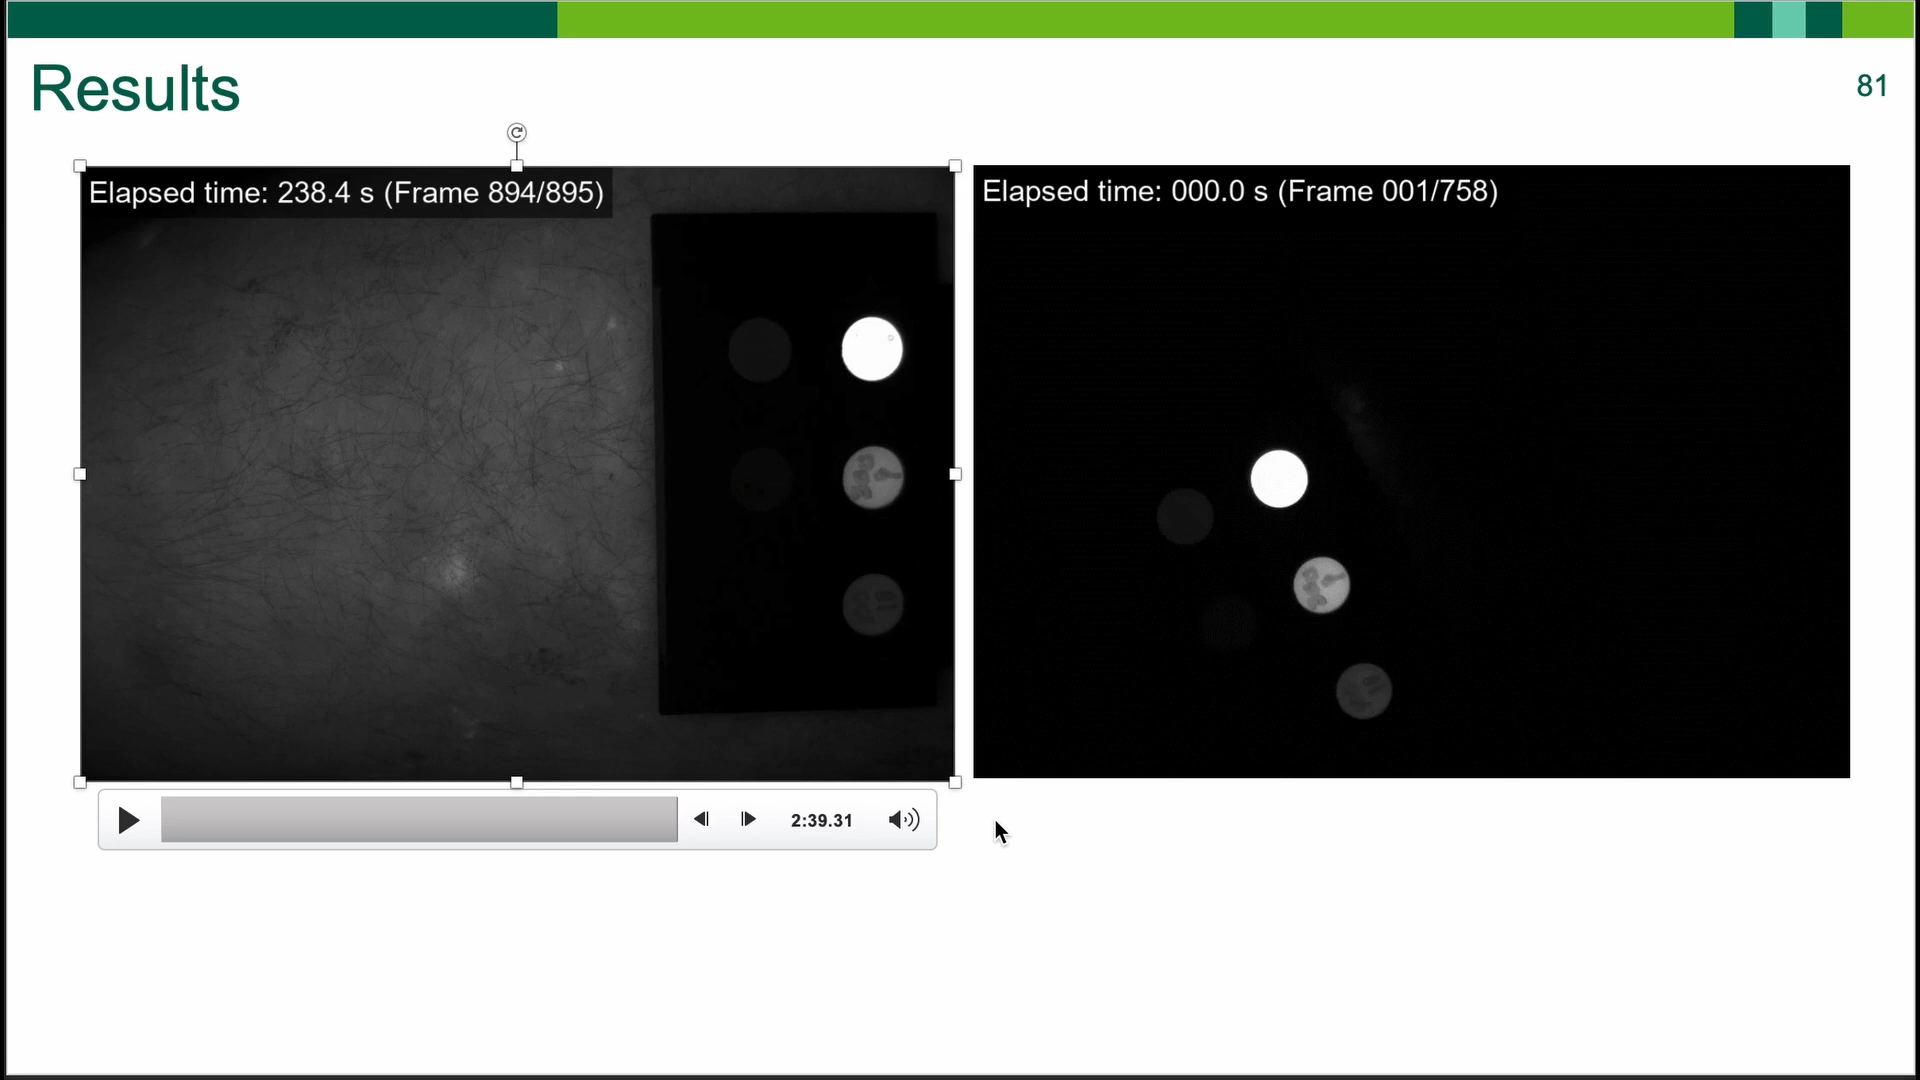 Results
81
Elapsed time: 238.4 s (Frame 894/895)
Elapsed time: 000.0 s (Frame 001/758)
2:39.31